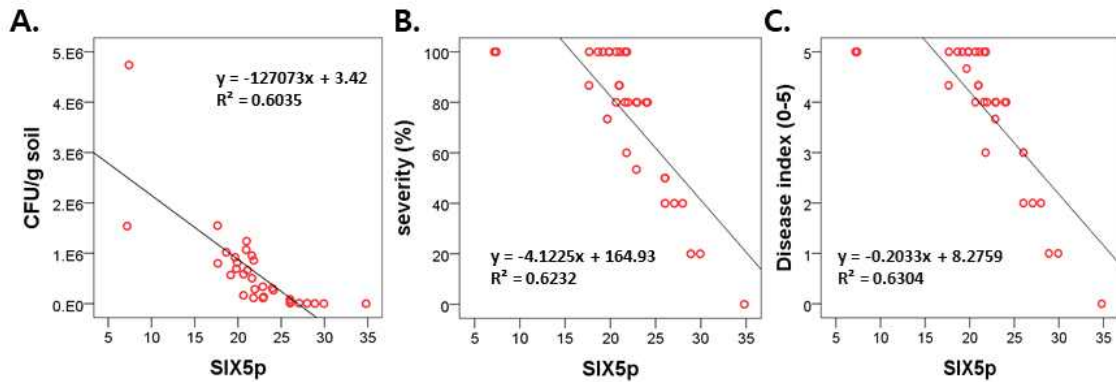 A.
CFU/g soil
5.E6
4.E6
3.E6
2.E6
1.E6
0.E0
y = -127073x + 3.42
R² = 0.6035
5 10 15 20 25 30 35
SIX5p
B.
severity (%)
100
80
60
40
20
0
y = -4.1225x + 164.93
R² = 0.6232
5 10 15 20 25 30 35
SIX5p
C.
Disease index (0-5)
5
4
3
2
1
0
y = -0.2033x + 8.2759
R² = 0.6304
5 10 15 20 25 30 35
SIX5p